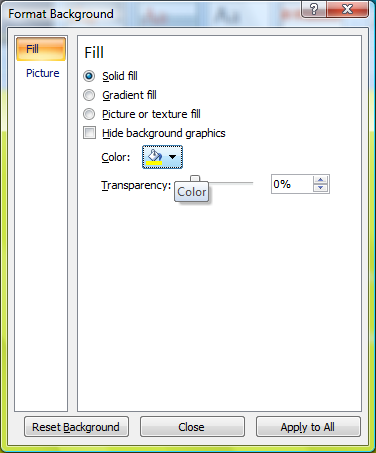 Format Background
Fill
Picture
Fill
Solid fill
Gradient fill
Picture or texture fill
Hide background graphics
Color:
Transparency:
0%
Color
Reset Background
Close
Apply to All